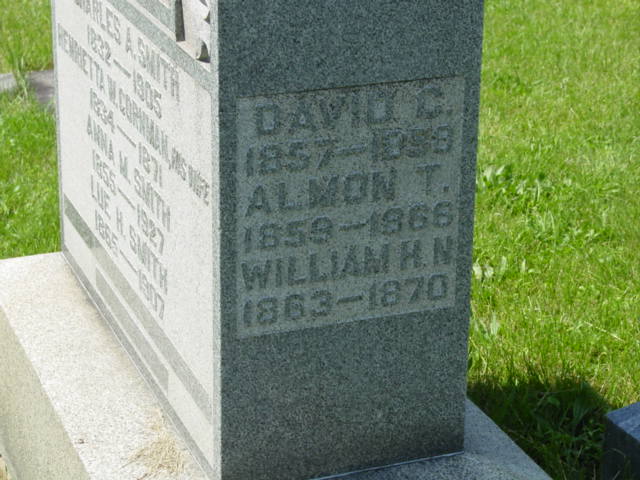 CHARLES A. SMITH
1832—1905
HENRIETTA W. CORNMAN, HIS WIFE
1834—1871
ANNA M. SMITH
1855—1927
LUE H. SMITH
1865—1907
DAVID C.
1857—1858
ALMON T.
1859—1866
WILLIAM H. N
1863—1870